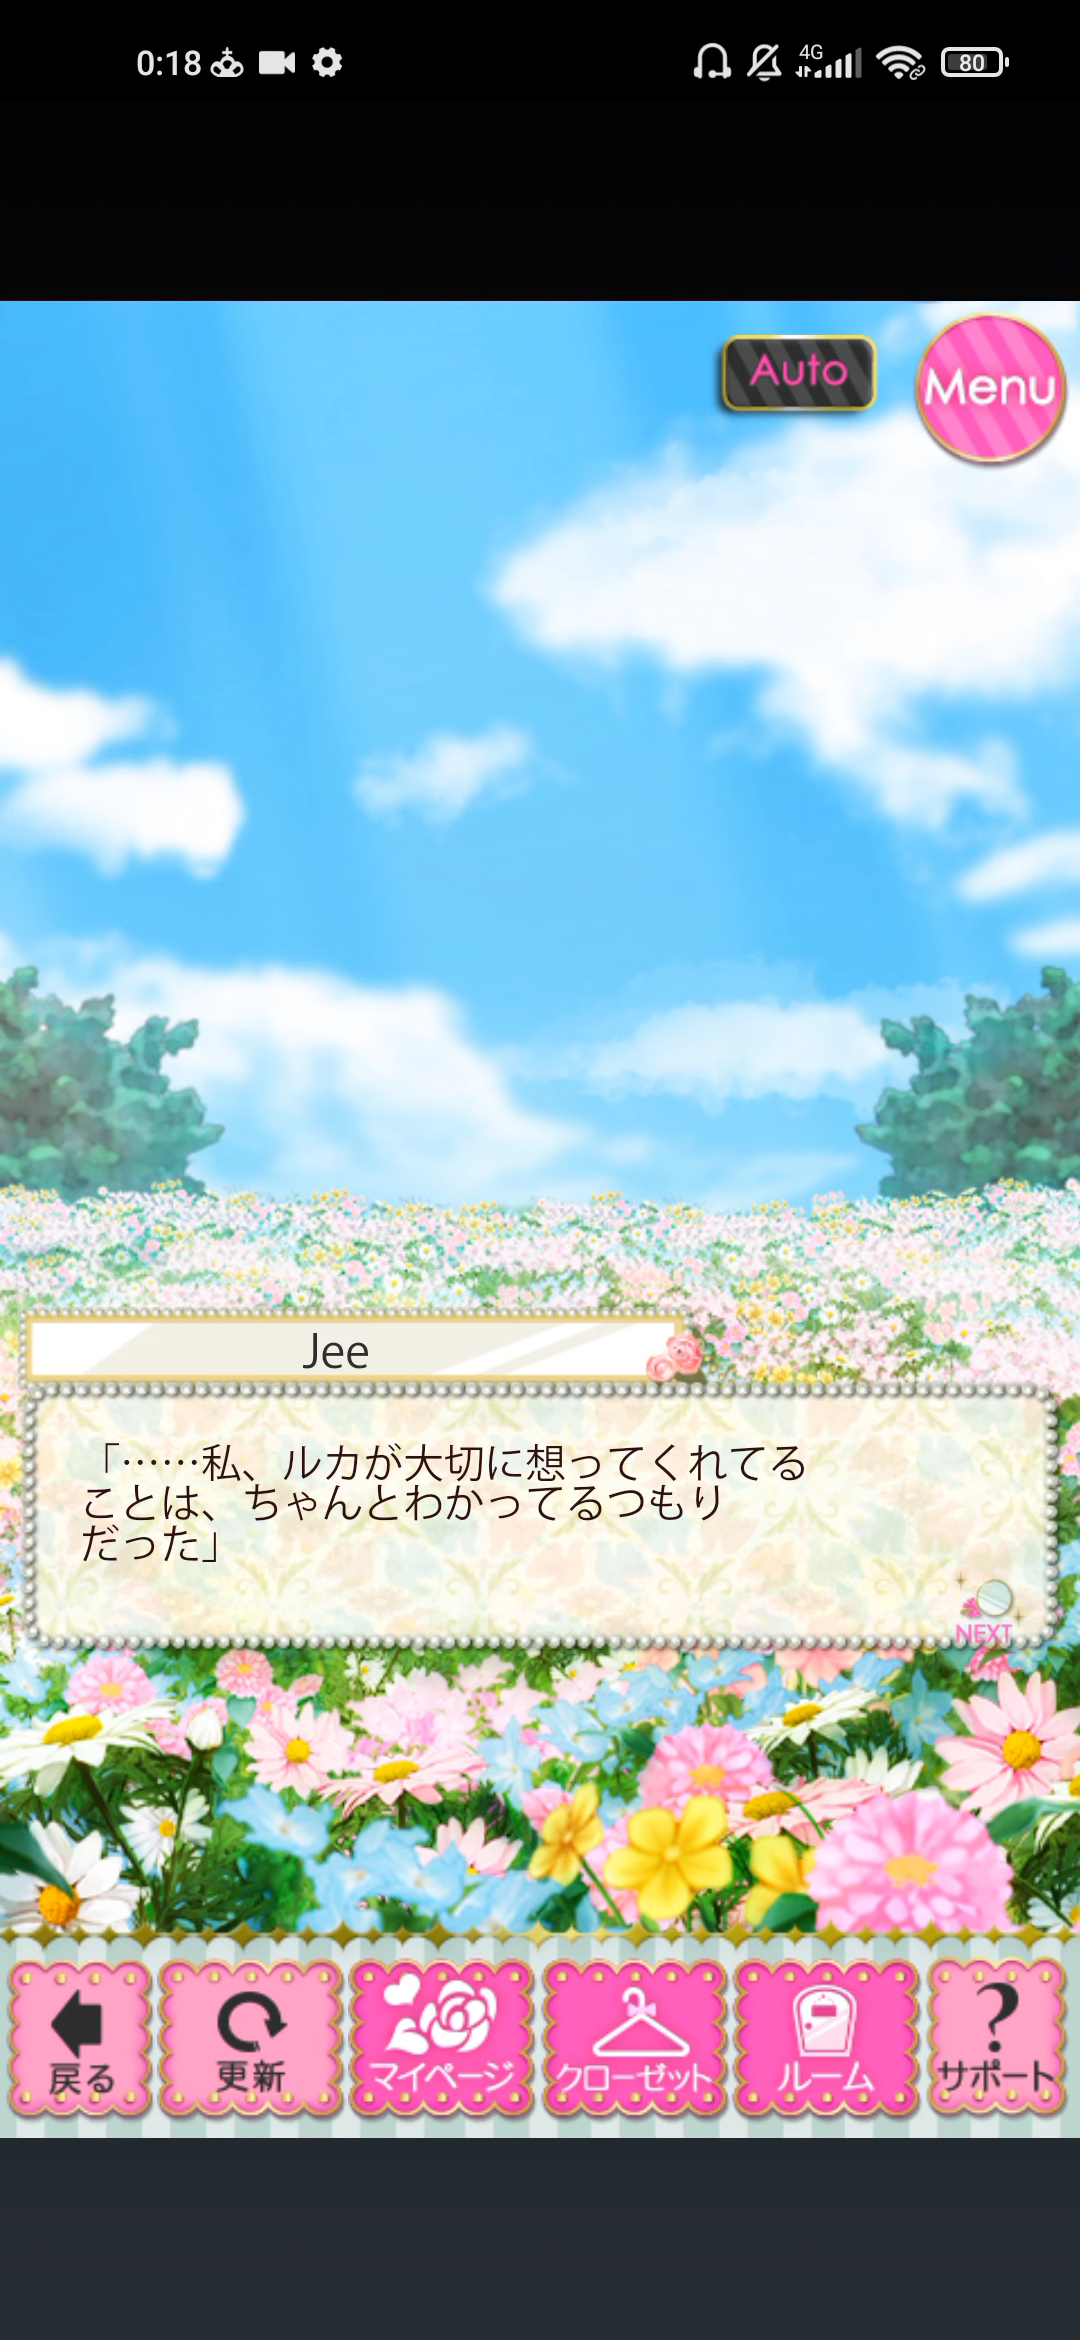 0:18
4G
80
Auto
Menu
Jee
「……私、ルカが大切に想ってくれてる
ことは、ちゃんとわかってるつもり
だった」
NEXT
戻る
更新
マイページ
クローゼット
ルーム
?
サポート